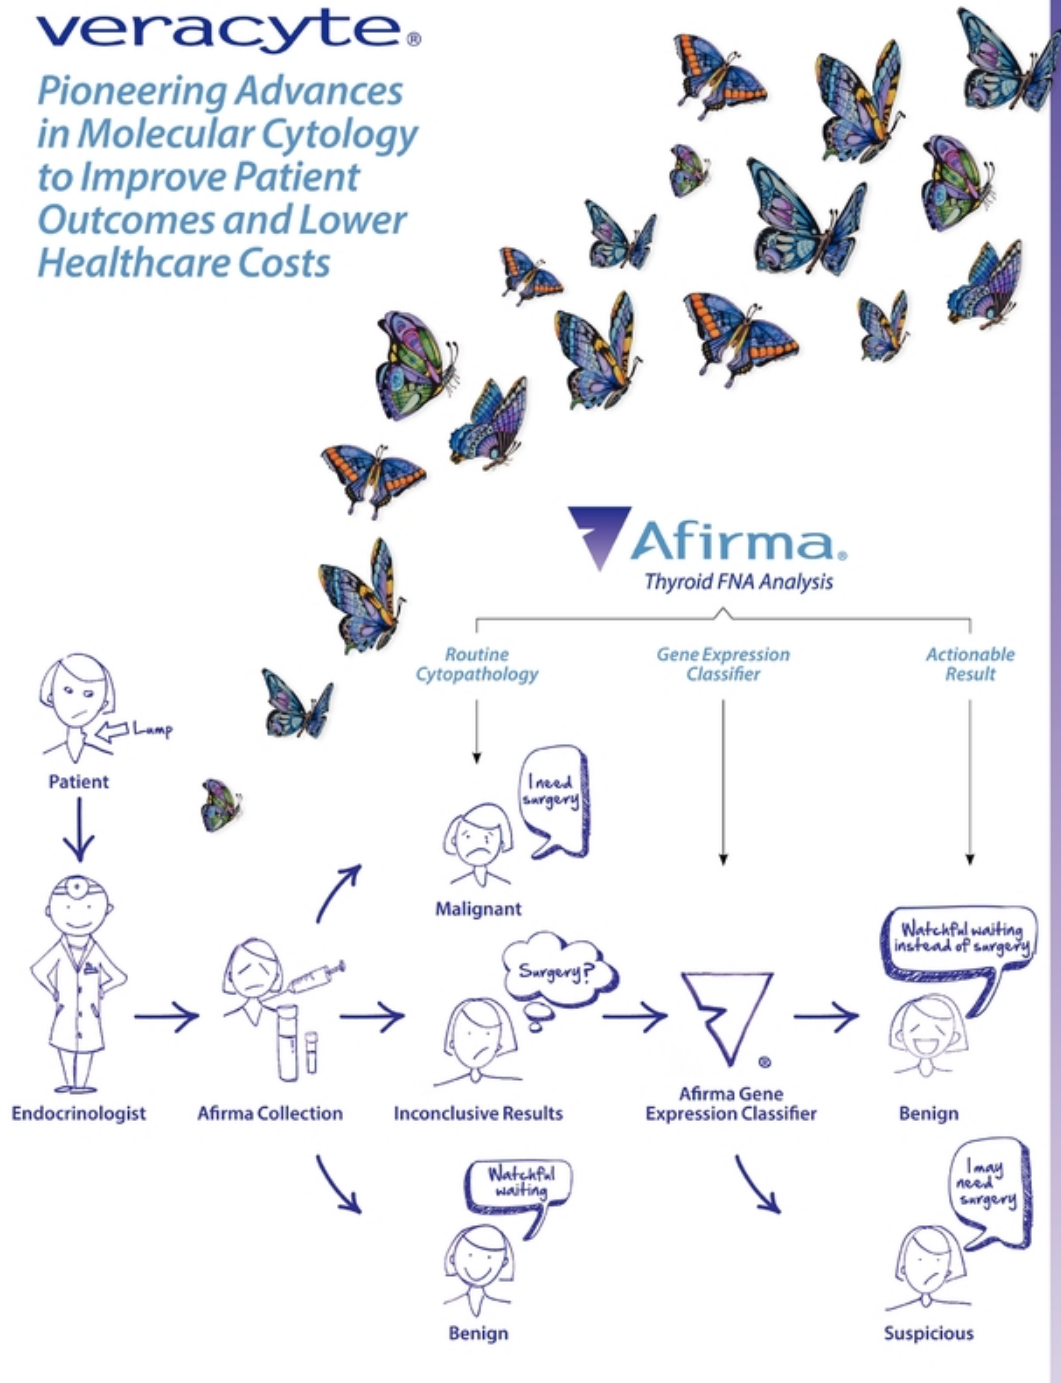 veracyte®
Pioneering Advances
in Molecular Cytology
to Improve Patient
Outcomes and Lower
Healthcare Costs
Afirma®
Thyroid FNA Analysis
Routine
Cytopathology
Gene Expression
Classifier
Actionable
Result
Lump
Patient
I need
surgery
Malignant
Watchful waiting
instead of surgery
Surgery?
®
Endocrinologist
Afirma Collection
Inconclusive Results
Afirma Gene
Expression Classifier
Benign
Watchful
waiting
Benign
I may
need
surgery
Suspicious